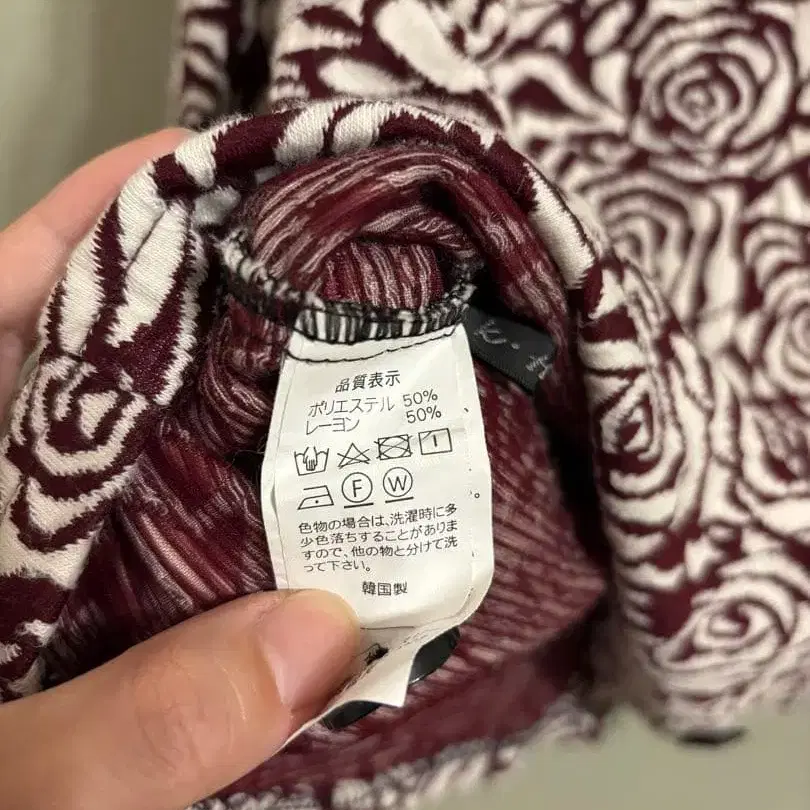 品質表示
ポリエステル 50%
レーヨン 50%
F W
色物の場合は、洗濯時に多
少色落ちすることがありま
すので、他の物と分けて洗
って下さい。
韓国製